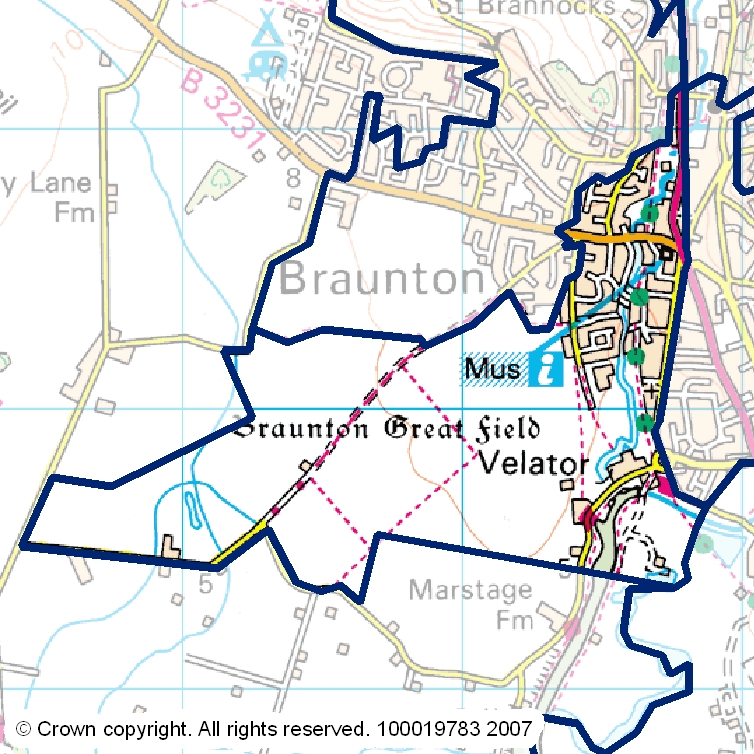 St Brannocks
10
B 3231
y Lane
Fm
8
Braunton
Mus i
Braunton Great Field
Velator
5
5
Marstage
Fm
© Crown copyright. All rights reserved. 100019783 2007